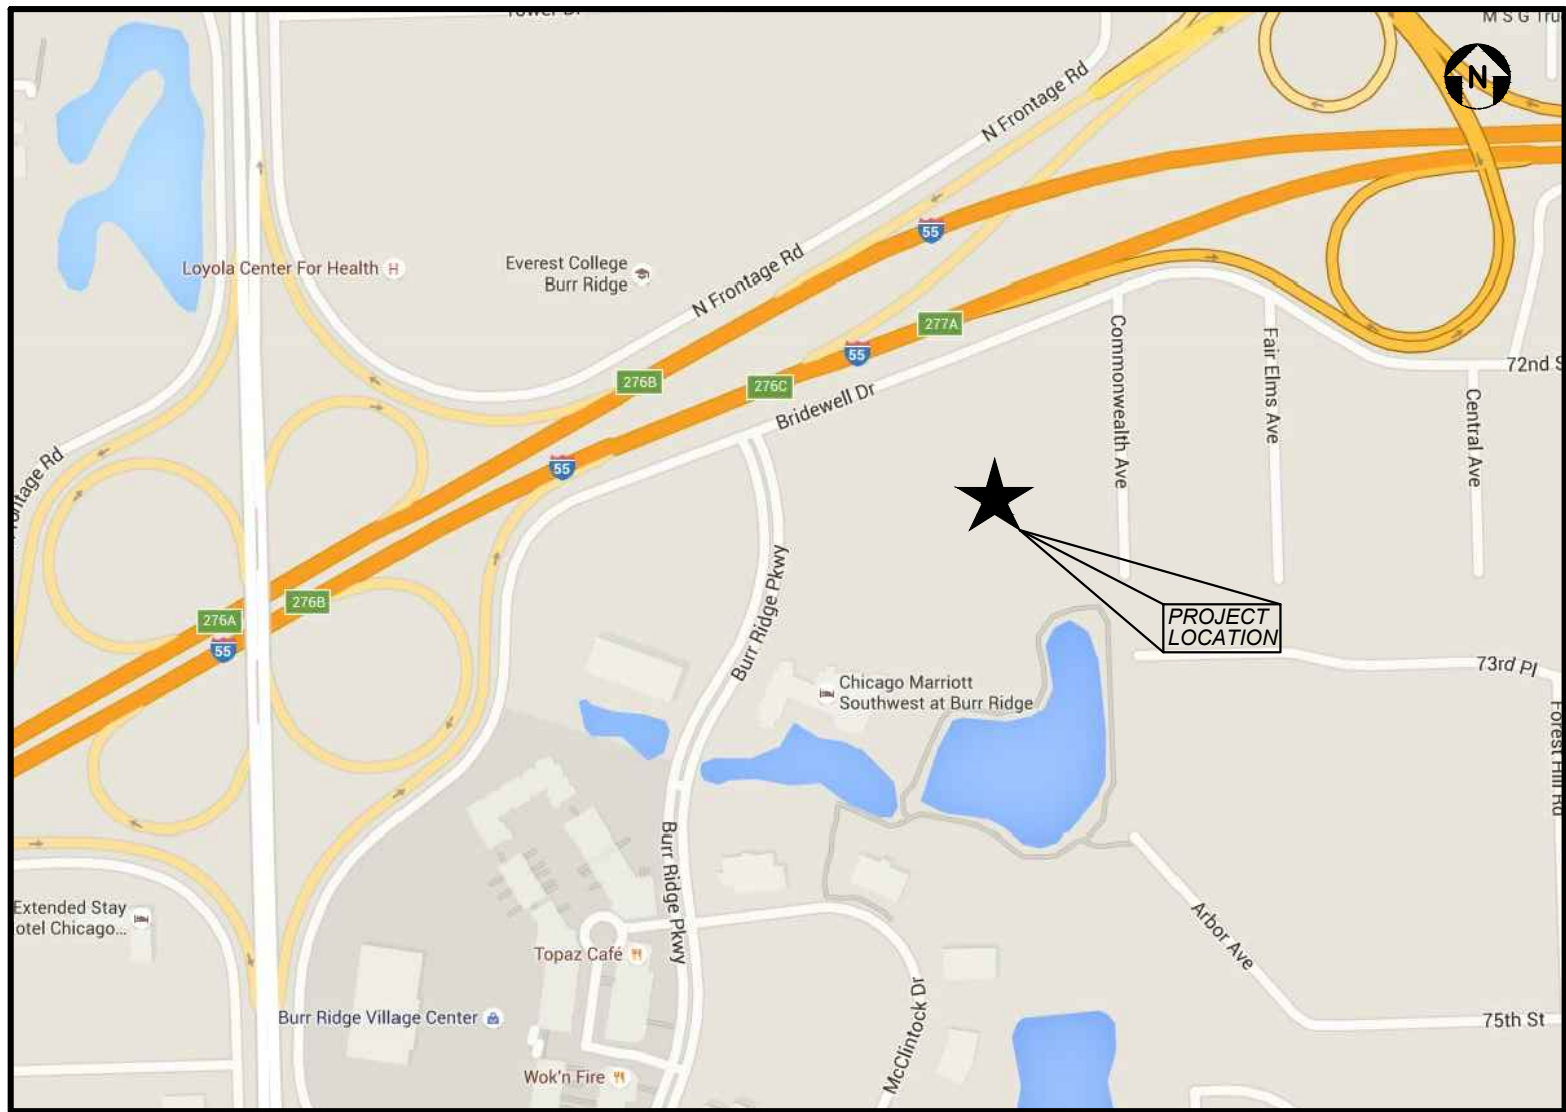 M S G Tru
N
N Frontage Rd
55
Loyola Center For Health H
Everest College
Burr Ridge
N Frontage Rd
277A
55
276B
276C
Bridewell Dr
Commonwealth Ave
Fair Elms Ave
72nd S
Central Ave
55
ontage Rd
276B
276A
55
Burr Ridge Pkwy
PROJECT
LOCATION
73rd Pl
Chicago Marriott
Southwest at Burr Ridge
Forest Hill Rd
Burr Ridge Pkwy
Extended Stay
otel Chicago...
Arbor Ave
Topaz Café
McClintock Dr
Burr Ridge Village Center
75th St
Wok'n Fire